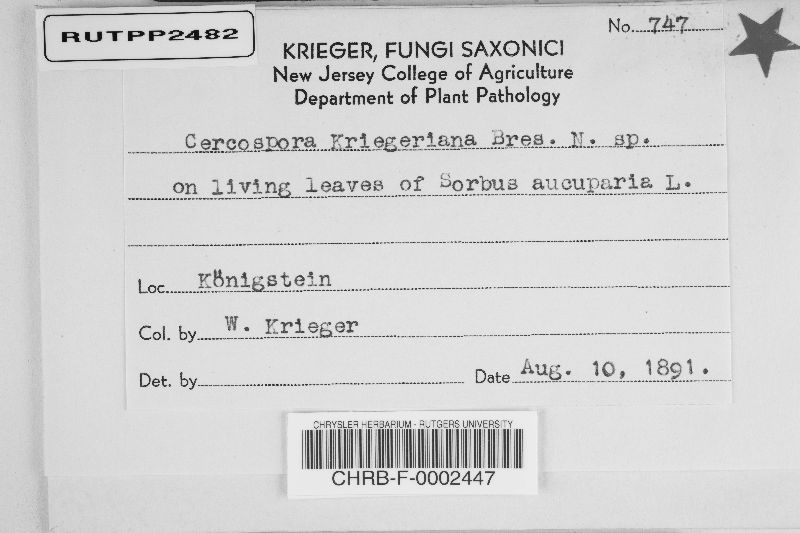 RUTPP2482
No. 747
KRIEGER, FUNGI SAXONICI
New Jersey College of Agriculture
Department of Plant Pathology
Cercospora Kriegeriana Bres. N. sp.
on living leaves of Sorbus aucuparia L.
Loc. Königstein
Col. by W. Krieger
Det. by
Date Aug. 10, 1891.
CHRYSLER HERBARIUM - RUTGERS UNIVERSITY
CHRB-F-0002447